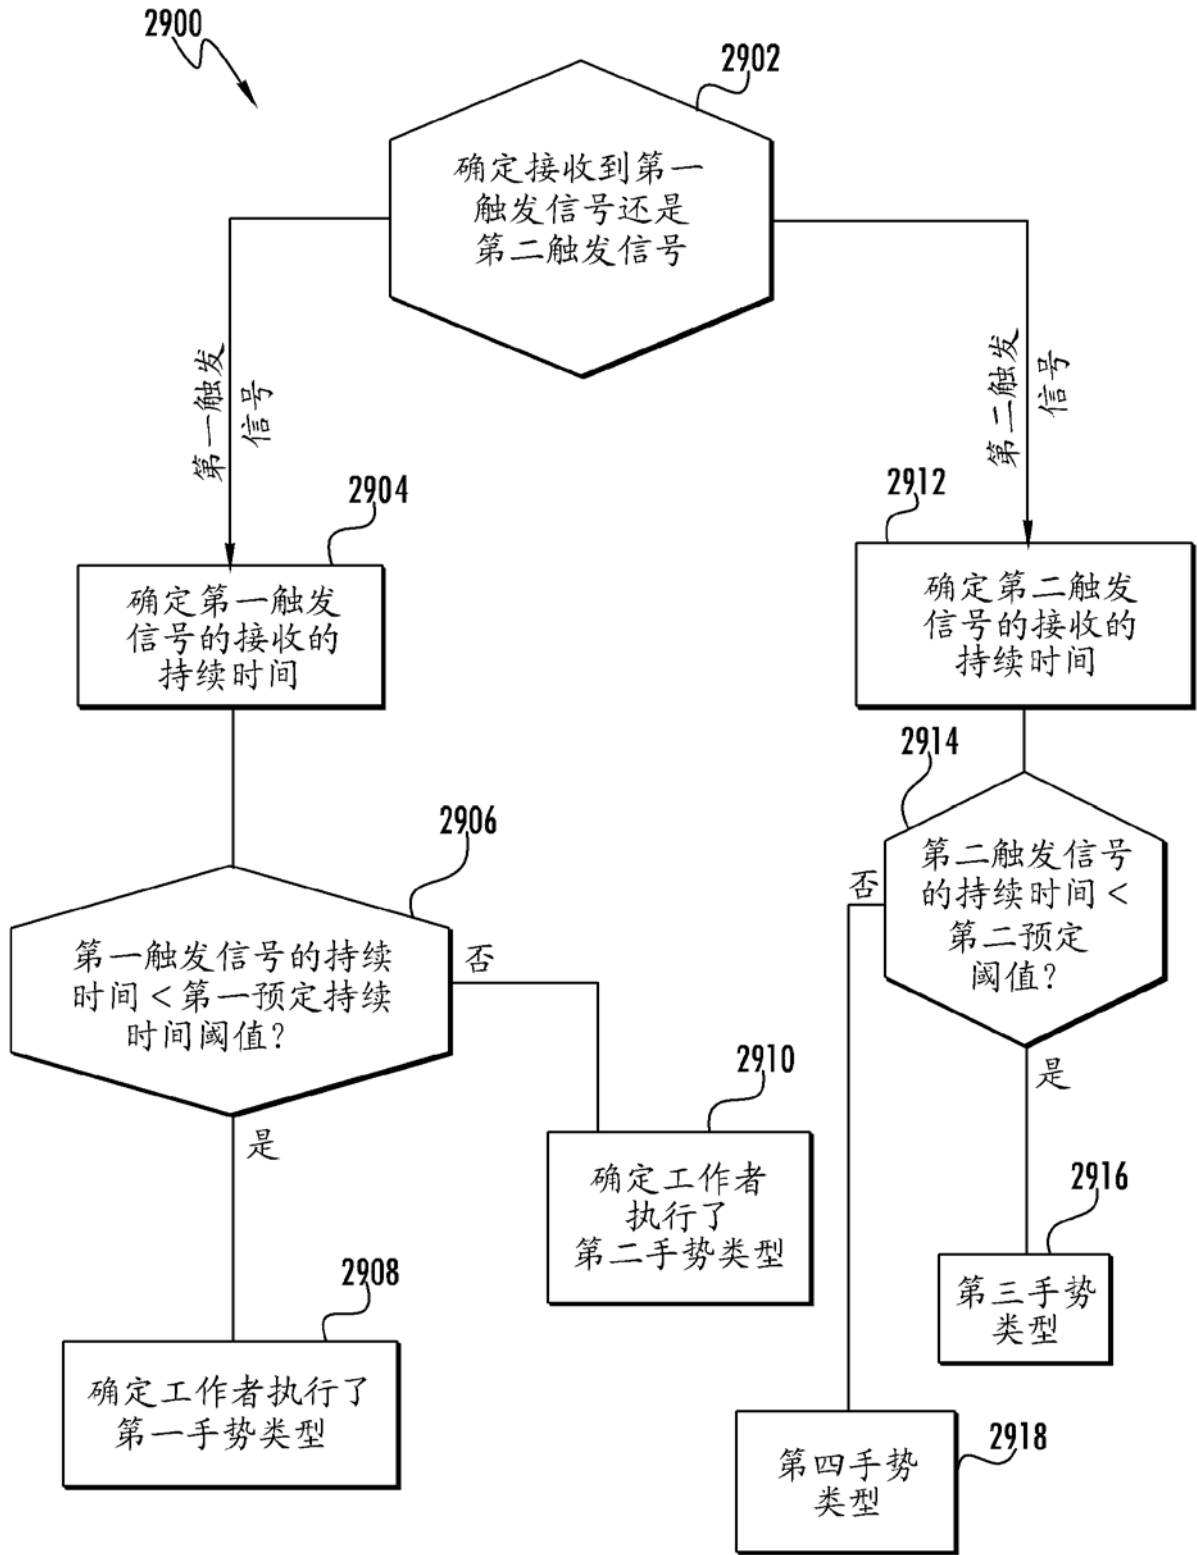 2900
2902
确定接收到第一
触发信号还是
第二触发信号
第一触发
信号
第二触发
信号
2904
确定第一触发
信号的接收的
持续时间
2912
确定第二触发
信号的接收的
持续时间
2906
第一触发信号的持续
时间<第一预定持续
时间阈值?
否
是
2914
第二触发信号
的持续时间<
第二预定
阈值?
否
是
2910
确定工作者
执行了
第二手势类型
2916
第三手势
类型
2908
确定工作者执行了
第一手势类型
2918
第四手势
类型